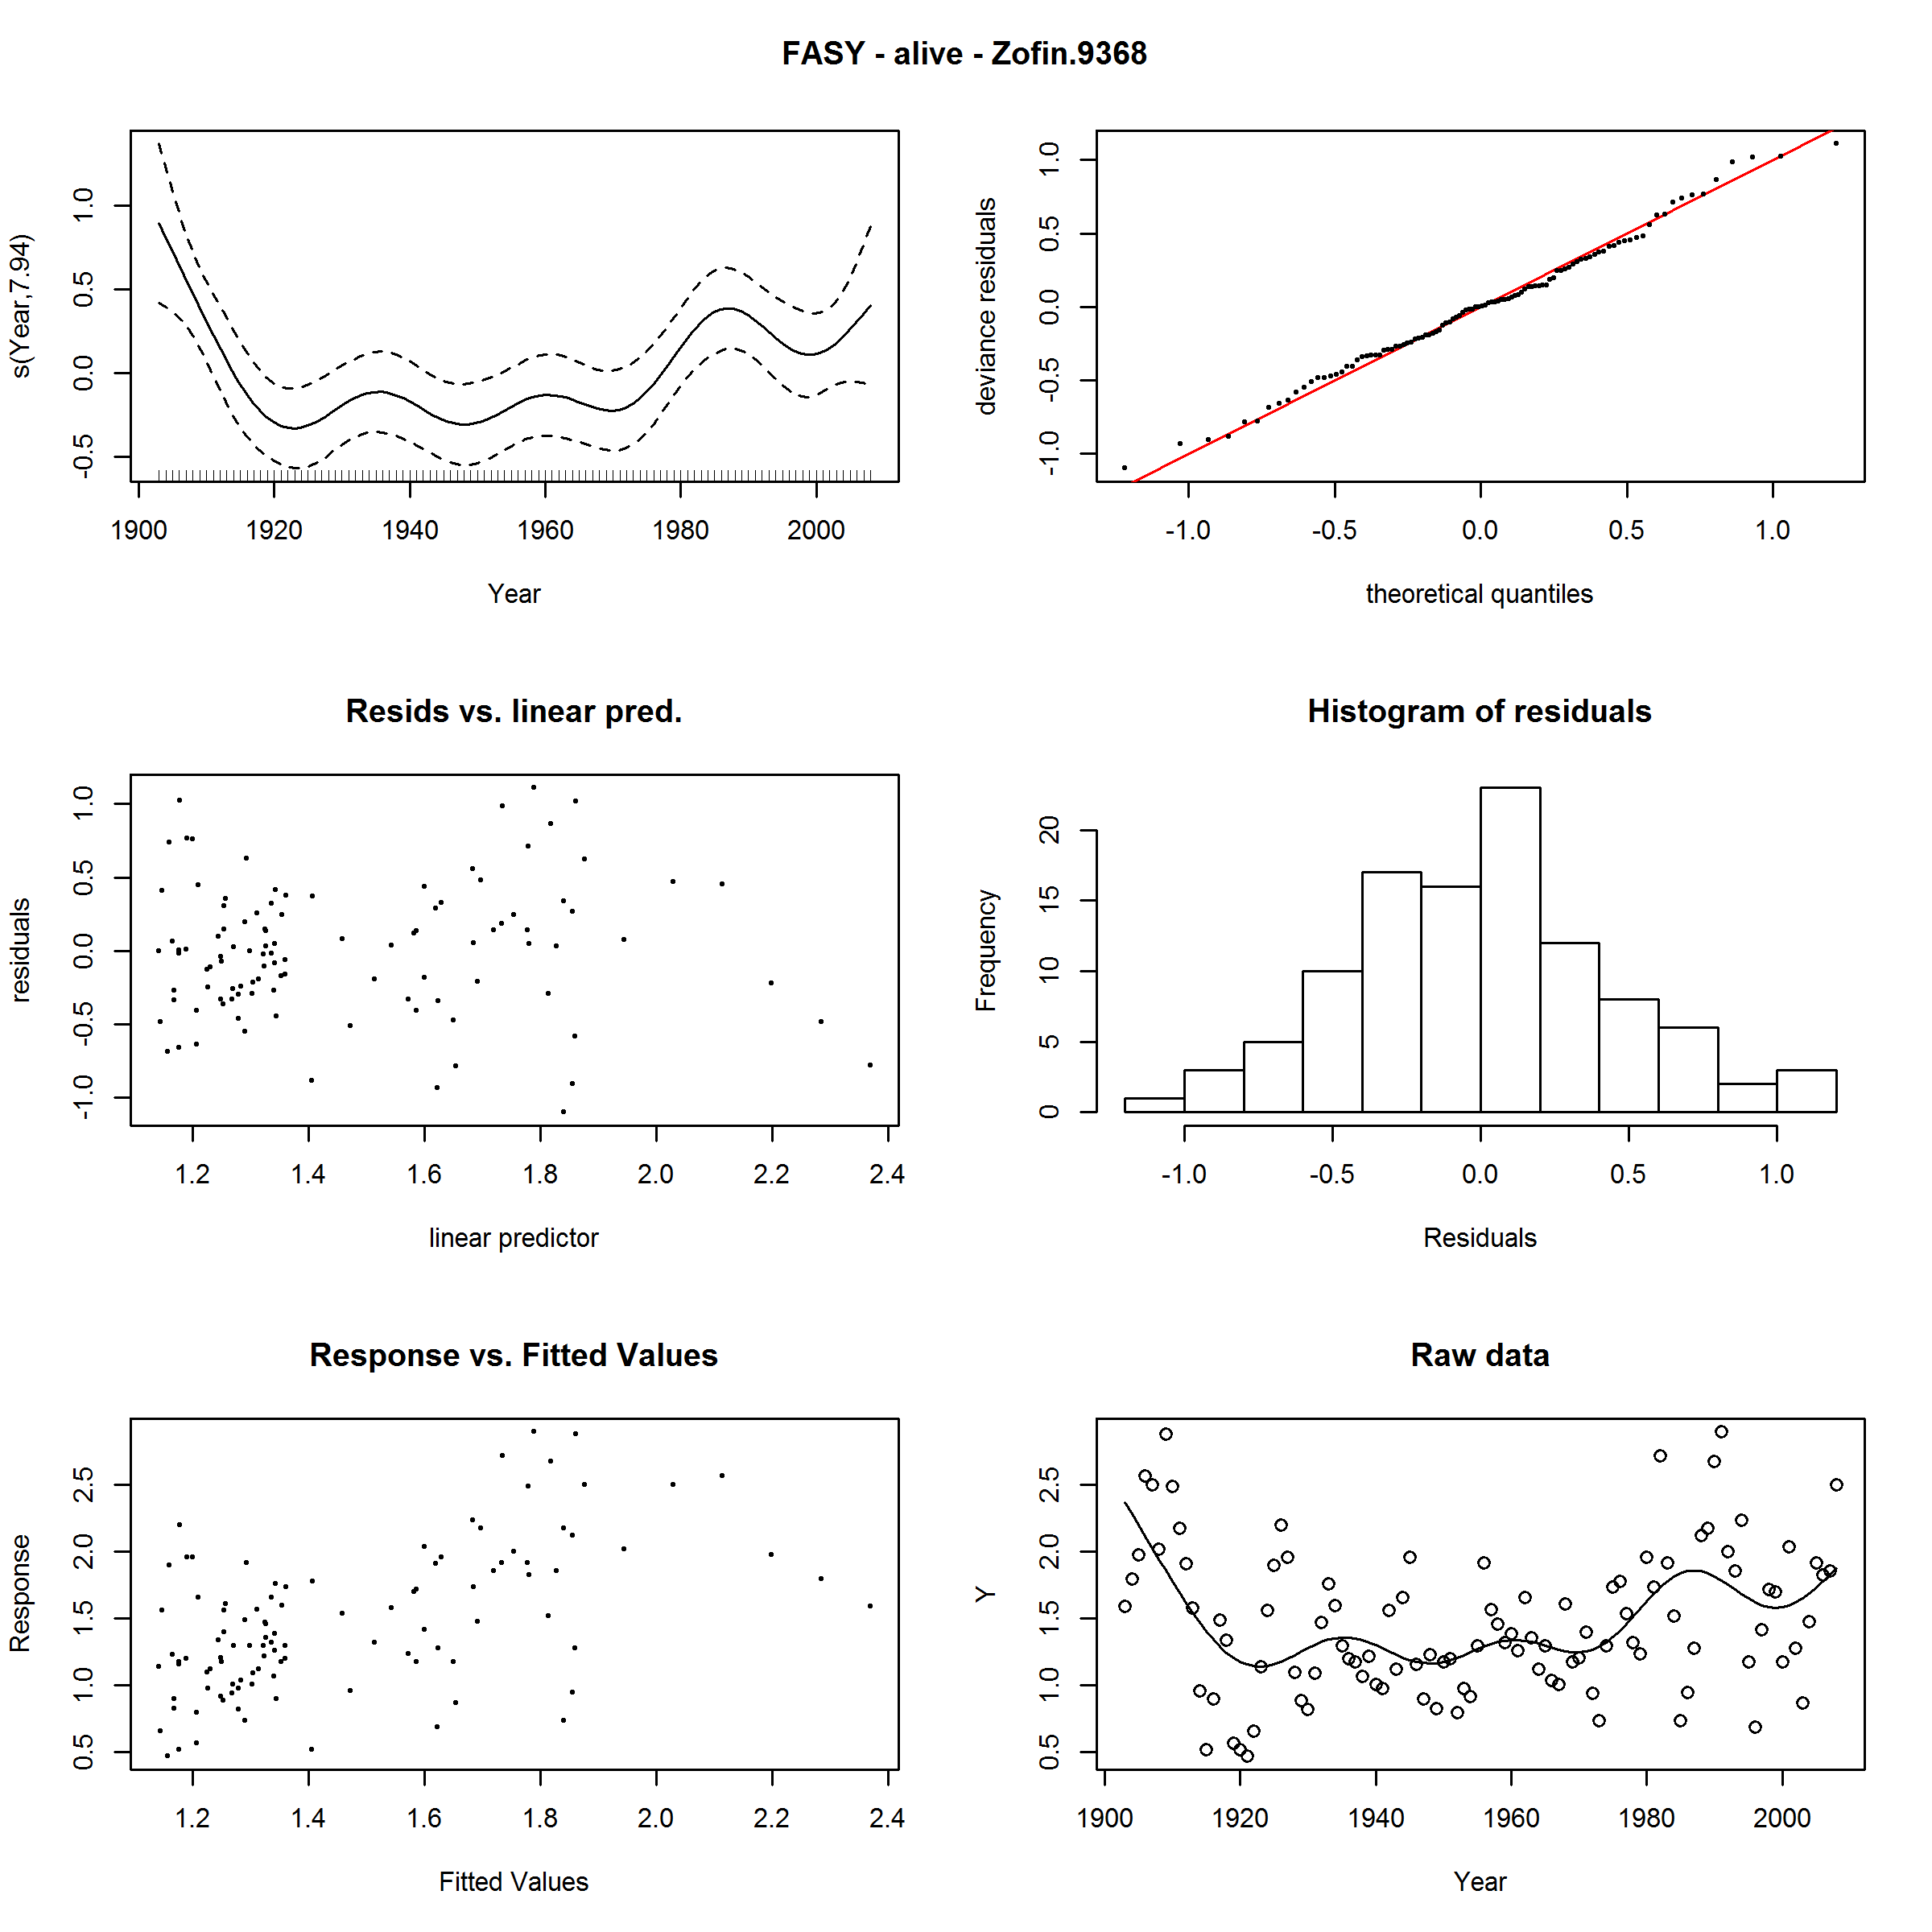 FASY - alive - Zofin.9368
s(Year,7.94)
-0.5 0.0 0.5 1.0
1900 1920 1940 1960 1980 2000
Year
deviance residuals
-1.0 -0.5 0.0 0.5 1.0
-1.0 -0.5 0.0 0.5 1.0
theoretical quantiles
Resids vs. linear pred.
residuals
-1.0 -0.5 0.0 0.5 1.0
1.2 1.4 1.6 1.8 2.0 2.2 2.4
linear predictor
Histogram of residuals
Frequency
0 5 10 15 20
-1.0 -0.5 0.0 0.5 1.0
Residuals
Response vs. Fitted Values
Response
0.5 1.0 1.5 2.0 2.5
1.2 1.4 1.6 1.8 2.0 2.2 2.4
Fitted Values
Raw data
Y
0.5 1.0 1.5 2.0 2.5
1900 1920 1940 1960 1980 2000
Year